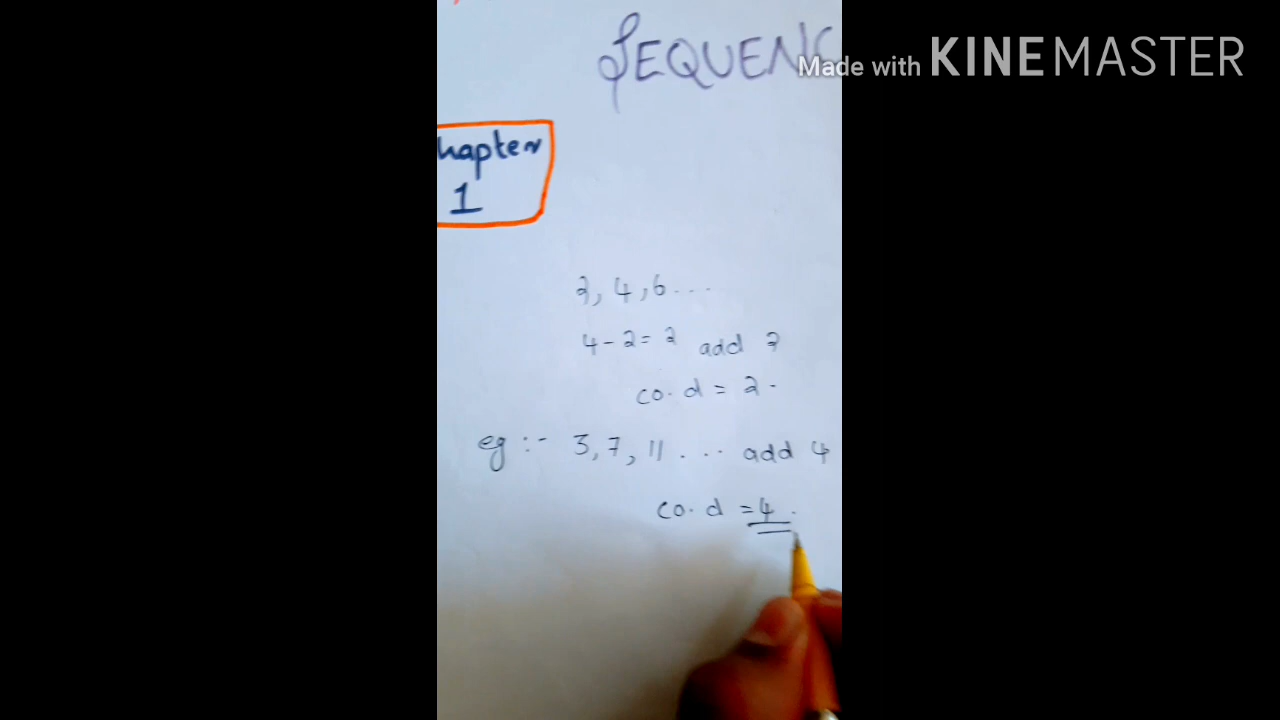 SEQUENC
Made with KINEMASTER
hapter
1
2, 4, 6 ...
4 - 2 = 2 add 2
co. d = 2 .
eg :- 3, 7, 11 ... add 4
co. d = 4 .